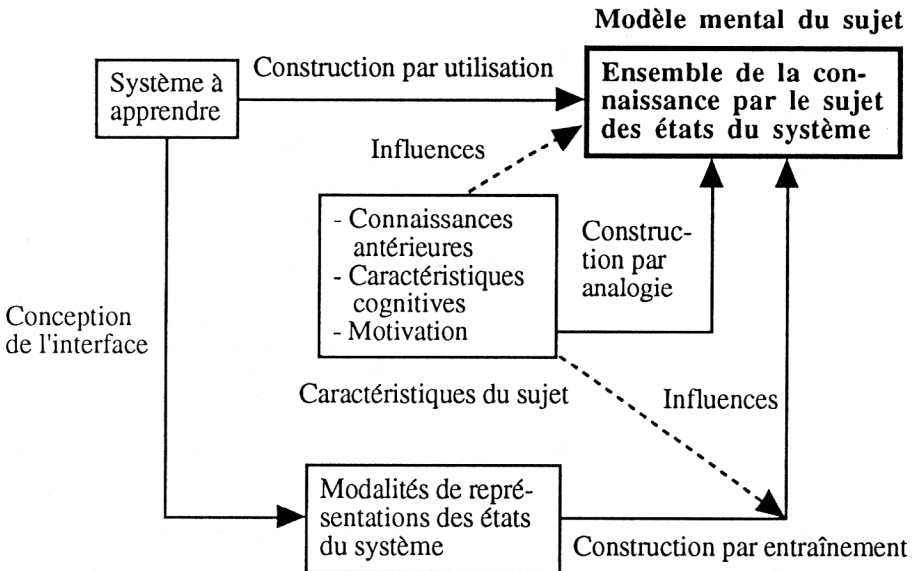 Modèle mental du sujet
Système à
apprendre
Construction par utilisation
Ensemble de la con-
naissance par le sujet
des états du système
Influences
- Connaissances
antérieures
- Caractéristiques
cognitives
- Motivation
Construc-
tion par
analogie
Conception
de l'interface
Caractéristiques du sujet
Influences
Modalités de repré-
sentations des états
du système
Construction par entraînement